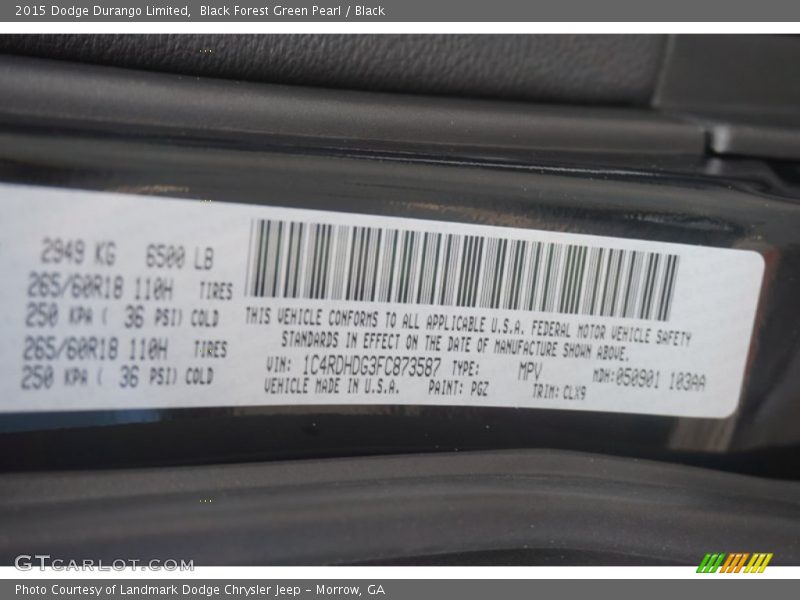 2015 Dodge Durango Limited, Black Forest Green Pearl / Black
2949 KG 6500 LB
265/60R18 110H TIRES
250 KPA ( 36 PSI) COLD
265/60R18 110H TIRES
250 KPA ( 36 PSI) COLD
THIS VEHICLE CONFORMS TO ALL APPLICABLE U.S.A. FEDERAL MOTOR VEHICLE SAFETY
STANDARDS IN EFFECT ON THE DATE OF MANUFACTURE SHOWN ABOVE.
VIN: 1C4RDHDG3FC873587 TYPE: MPV MDH:050901 103AA
VEHICLE MADE IN U.S.A. PAINT: PGZ TRIM: CLX9
GTCARLOT.COM
Photo Courtesy of Landmark Dodge Chrysler Jeep – Morrow, GA